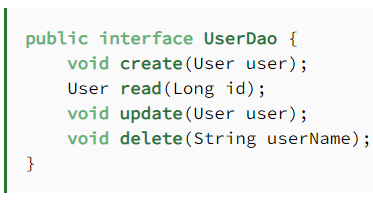 public interface UserDao {
    void create(User user);
    User read(Long id);
    void update(User user);
    void delete(String userName);
}